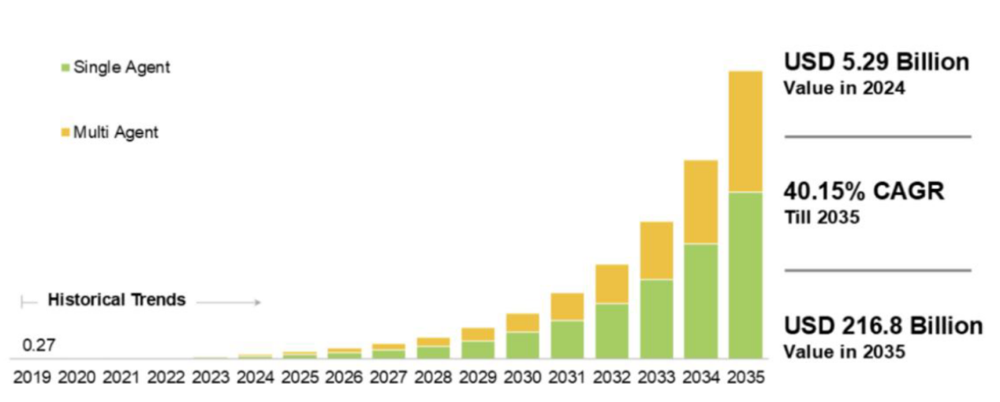 Single Agent
Multi Agent
USD 5.29 Billion
Value in 2024
40.15% CAGR
Till 2035
USD 216.8 Billion
Value in 2035
Historical Trends
0.27
2019 2020 2021 2022 2023 2024 2025 2026 2027 2028 2029 2030 2031 2032 2033 2034 2035